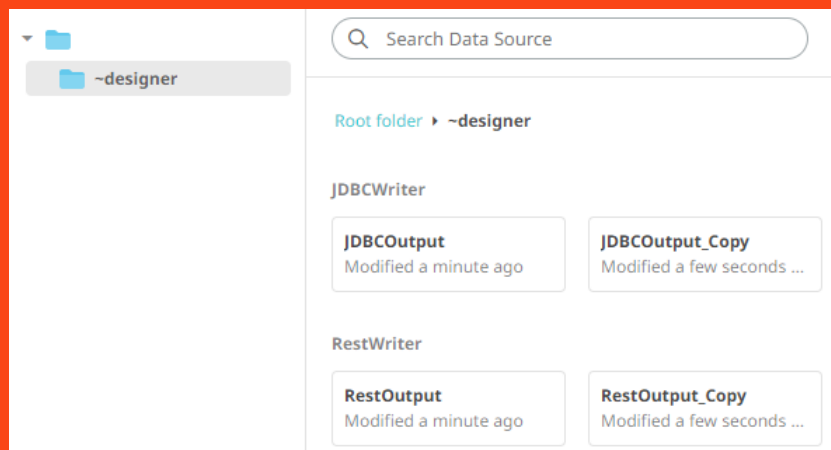 ~designer
Search Data Source
Root folder ~designer
JDBCWriter
JDBCOutput
Modified a minute ago
JDBCOutput_Copy
Modified a few seconds ...
RestWriter
RestOutput
Modified a minute ago
RestOutput_Copy
Modified a few seconds ...